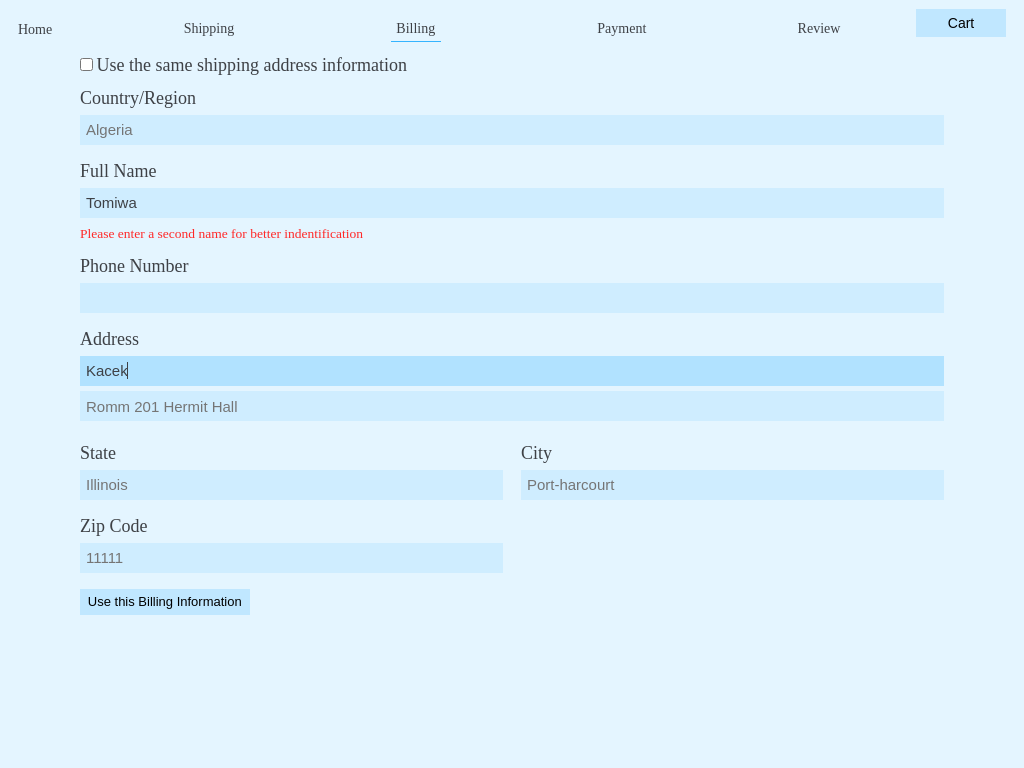 Home Shipping Billing Payment Review Cart
Use the same shipping address information
Country/Region
Algeria
Full Name
Tomiwa
Please enter a second name for better indentification
Phone Number
Address
Kacek
Romm 201 Hermit Hall
State City
Illinois Port-harcourt
Zip Code
11111
Use this Billing Information